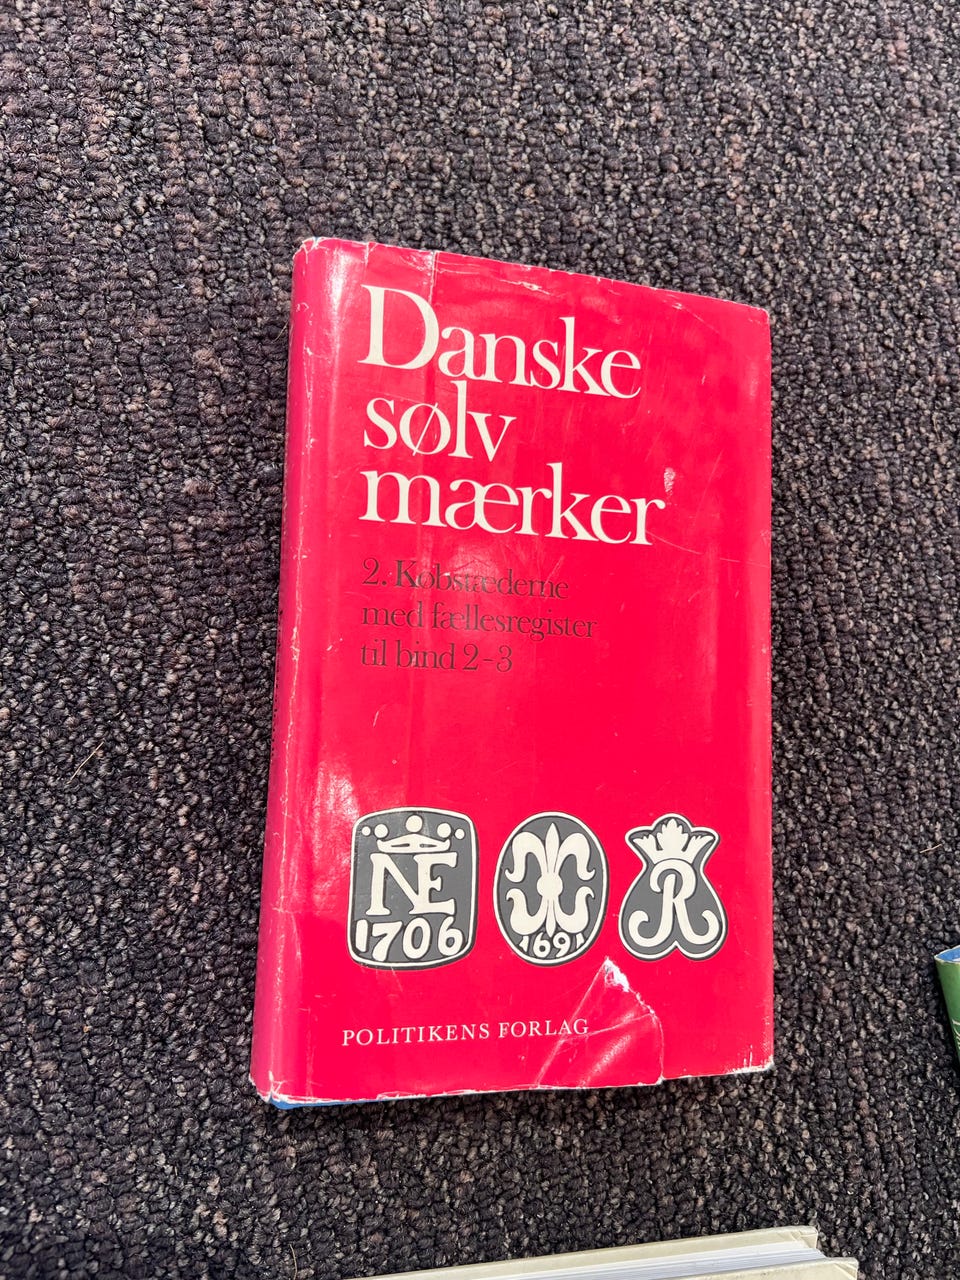 Danske
sølv
mærker
2. Købstæderne
med fællesregister
til bind 2-3
NE
1706
1691
R
POLITIKENS FORLAG